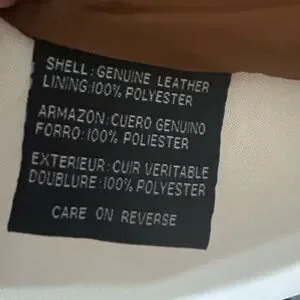 SHELL: GENUINE LEATHER
LINING:100% POLYESTER
ARMAZON: CUERO GENUINO
FORRO: 100% POLIESTER
EXTERIEUR: CUIR VERITABLE
DOUBLURE :100% POLYESTER
CARE ON REVERSE